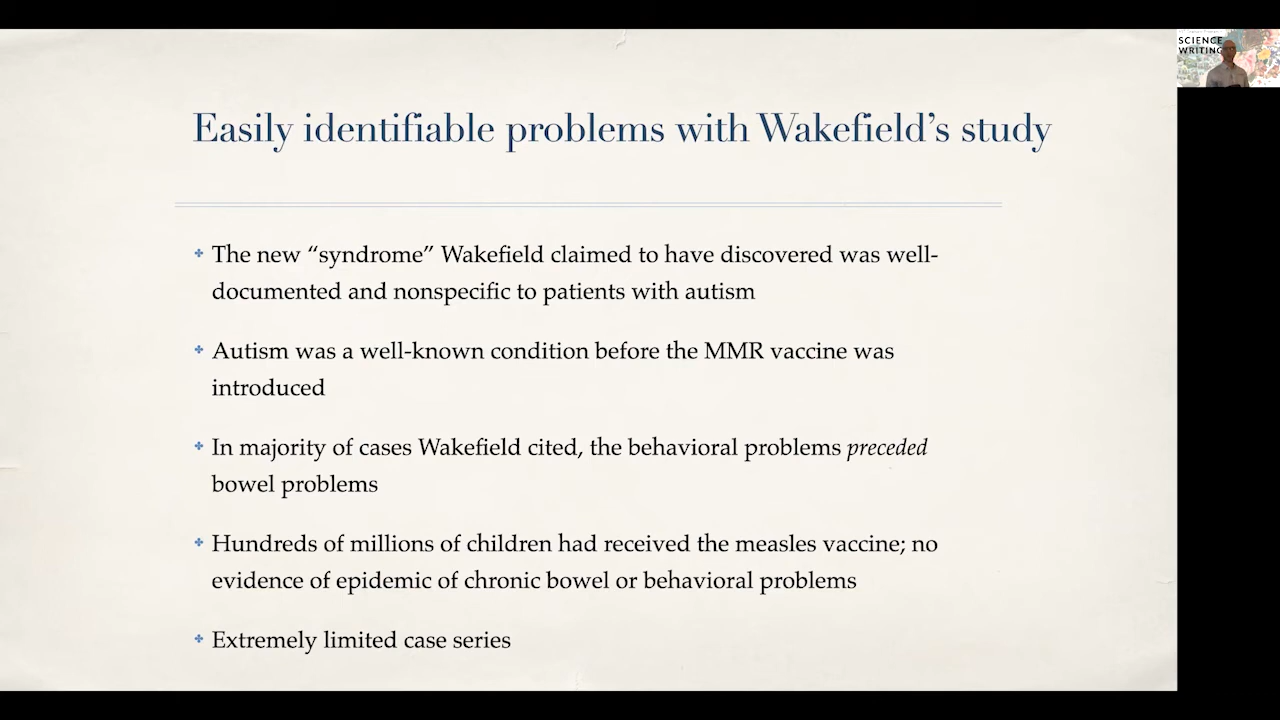 SCIENCE
WRITING
Easily identifiable problems with Wakefield's study
The new “syndrome” Wakefield claimed to have discovered was well-
documented and nonspecific to patients with autism
Autism was a well-known condition before the MMR vaccine was
introduced
In majority of cases Wakefield cited, the behavioral problems preceded
bowel problems
Hundreds of millions of children had received the measles vaccine; no
evidence of epidemic of chronic bowel or behavioral problems
Extremely limited case series